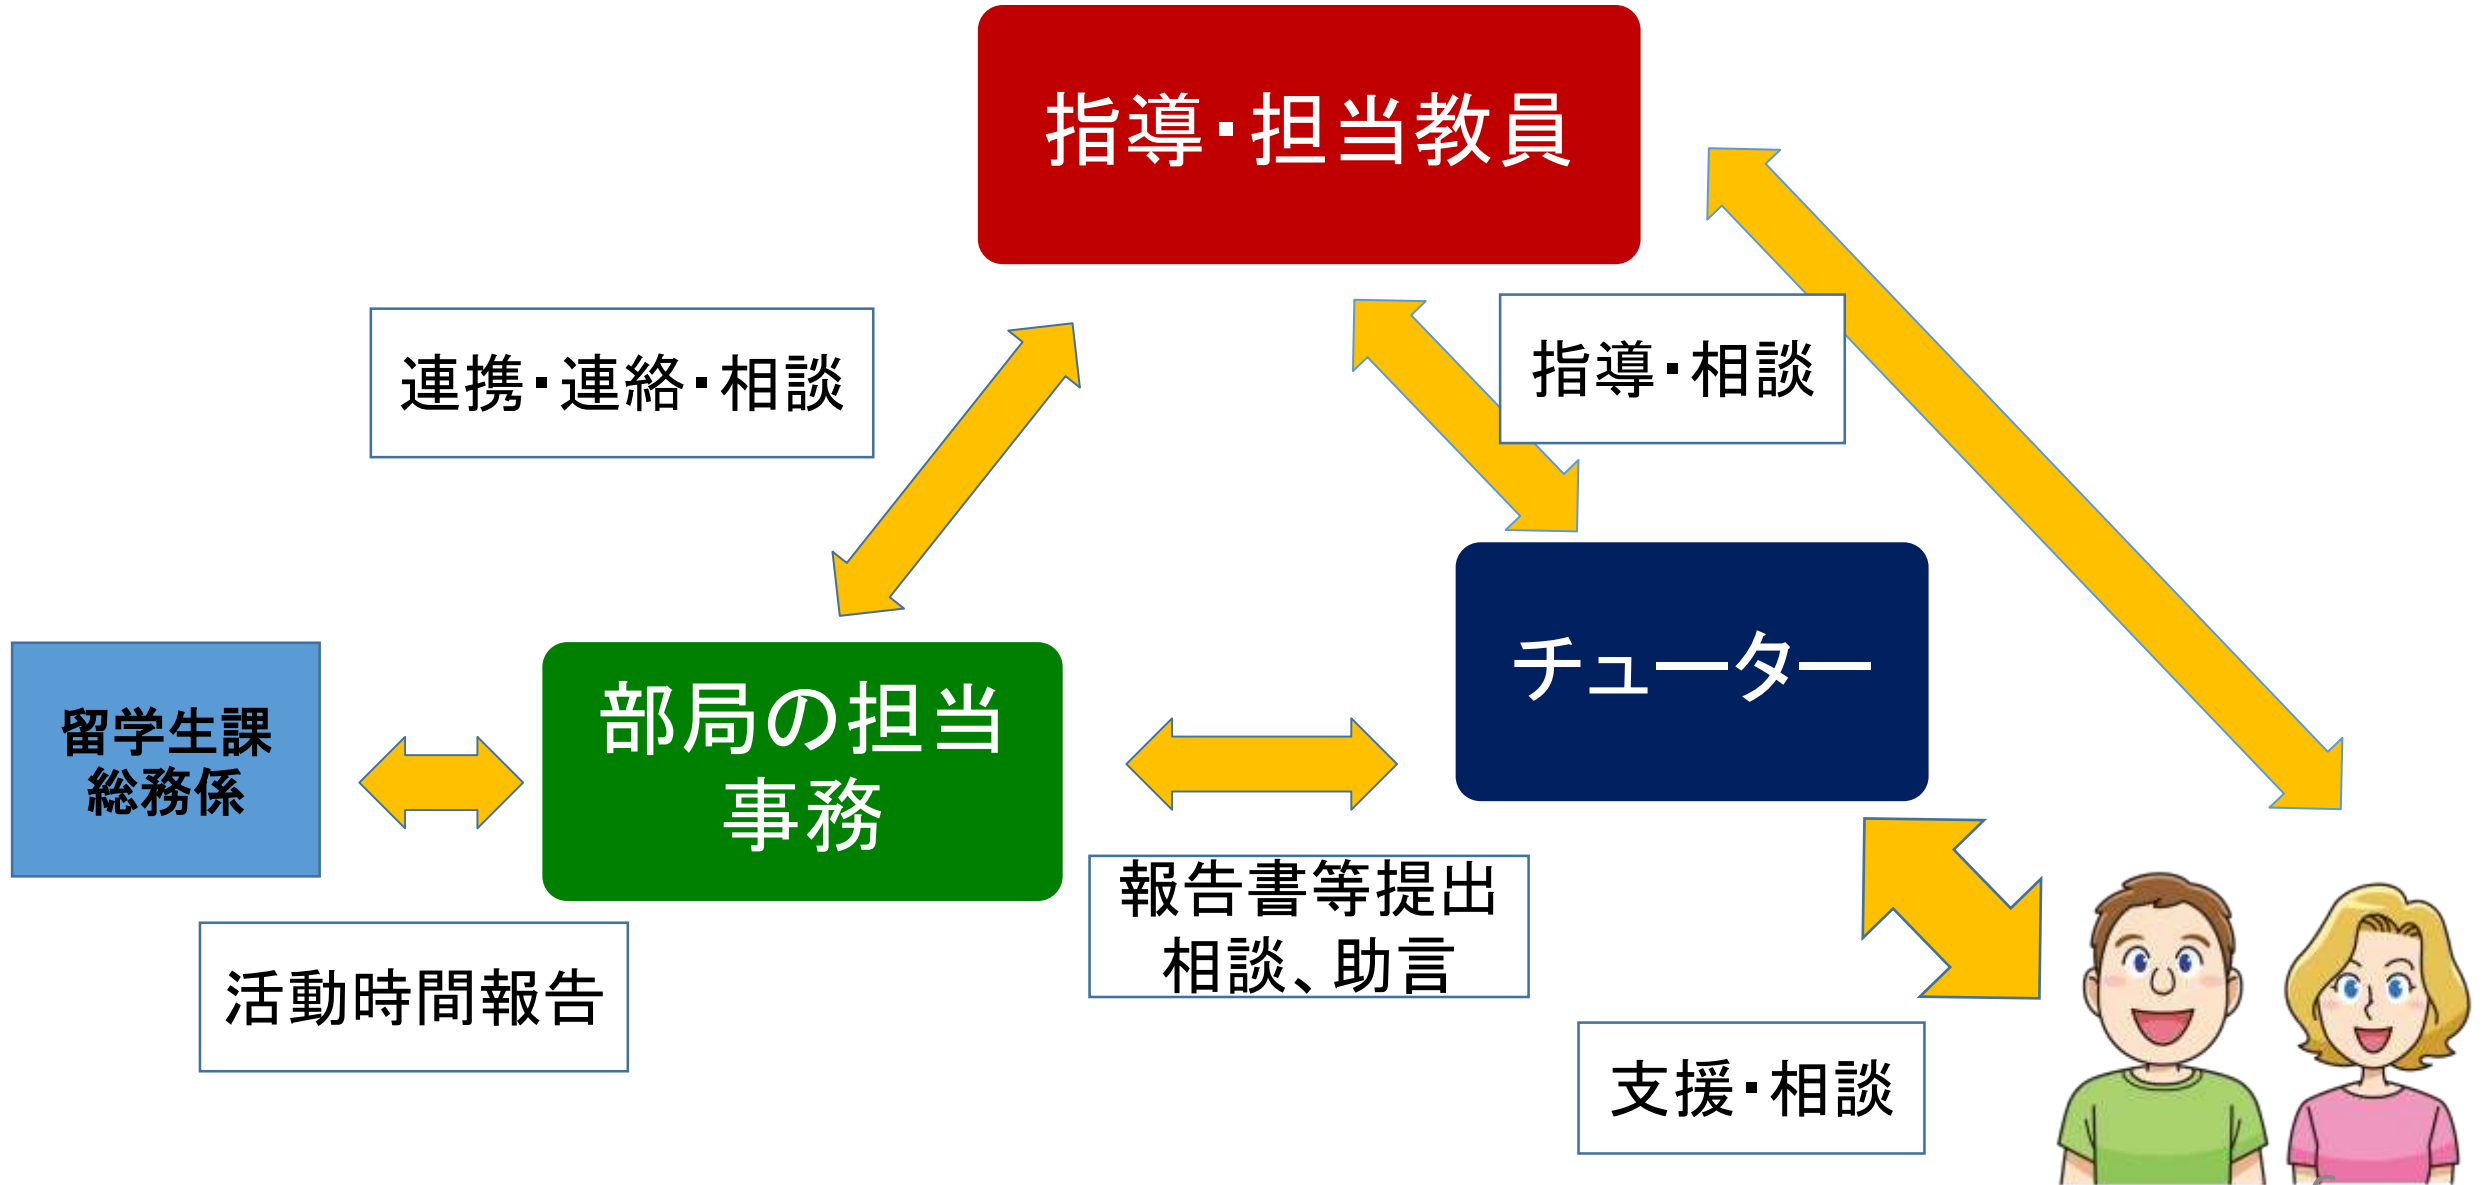 指導・担当教員
連携・連絡・相談
指導・相談
チューター
部局の担当
事務
留学生課
総務係
報告書等提出
相談、助言
活動時間報告
支援・相談